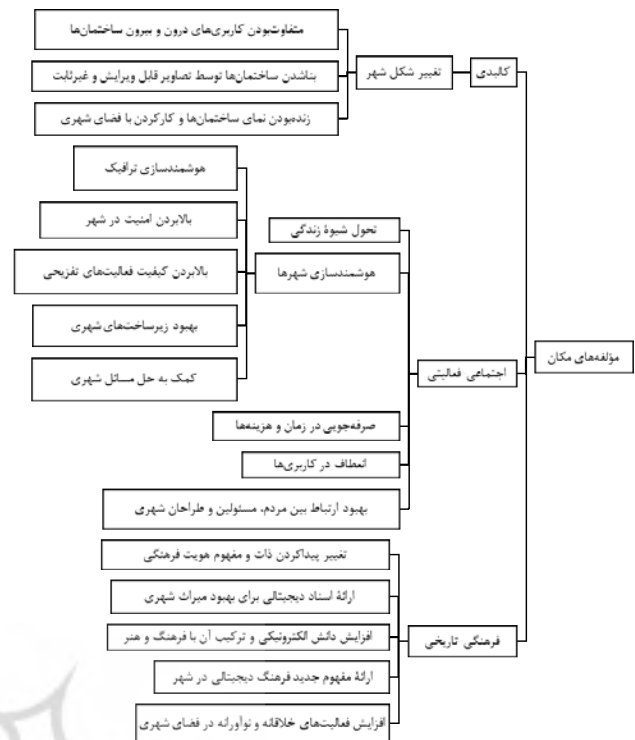 متفاوت‌بودن کاربری‌های درون و بیرون ساختمان‌ها
کالبدی
تغییر شکل شهر
بناشدن ساختمان‌ها توسط تصاویر قابل ویرایش و غیرثابت
زنده‌بودن نمای ساختمان‌ها و کارکردن با فضای شهری
هوشمندسازی ترافیک
بالابردن امنیت در شهر
تحول شیوهٔ زندگی
هوشمندسازی شهرها
بالابردن کیفیت فعالیت‌های تفریحی
بهبود زیرساخت‌های شهری
مؤلفه‌های مکان
اجتماعی فعالیتی
کمک به حل مسائل شهری
صرفه‌جویی در زمان و هزینه‌ها
انعطاف در کاربری‌ها
بهبود ارتباط بین مردم، مسئولین و طراحان شهری
تغییر پیداکردن ذات و مفهوم هویت فرهنگی
ارائهٔ اسناد دیجیتالی برای بهبود میراث شهری
فرهنگی تاریخی
افزایش دانش الکترونیکی و ترکیب آن با فرهنگ و هنر
ارائهٔ مفهوم جدید فرهنگ دیجیتالی در شهر
افزایش فعالیت‌های خلاقانه و نوآورانه در فضای شهری